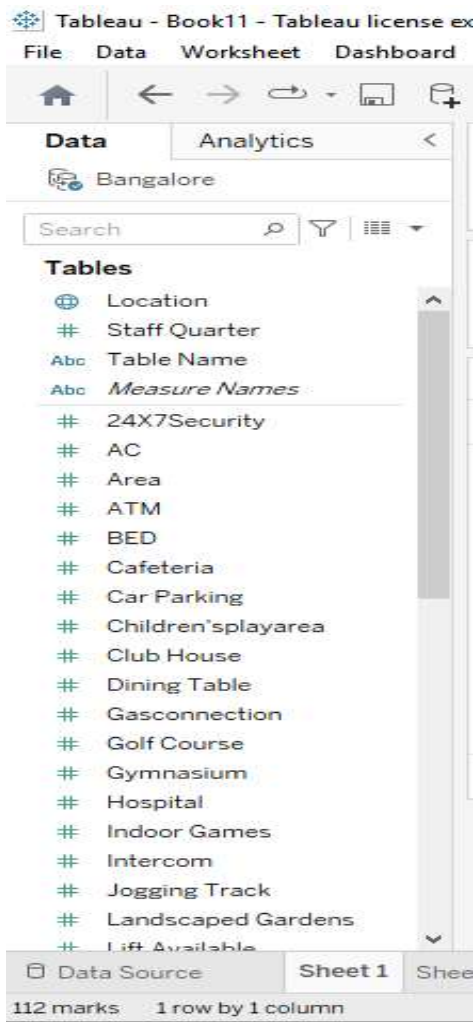 Tableau - Book11 - Tableau license ex
File Data Worksheet Dashboard
Data Analytics <
Bangalore
Search
Tables
Location
# Staff Quarter
Abc Table Name
Abc Measure Names
# 24X7Security
# AC
# Area
# ATM
# BED
# Cafeteria
# Car Parking
# Children'splayarea
# Club House
# Dining Table
# Gasconnection
# Golf Course
# Gymnasium
# Hospital
# Indoor Games
# Intercom
# Jogging Track
# Landscaped Gardens
# Lift Available
Data Source Sheet 1 Shee
112 marks 1 row by 1 column